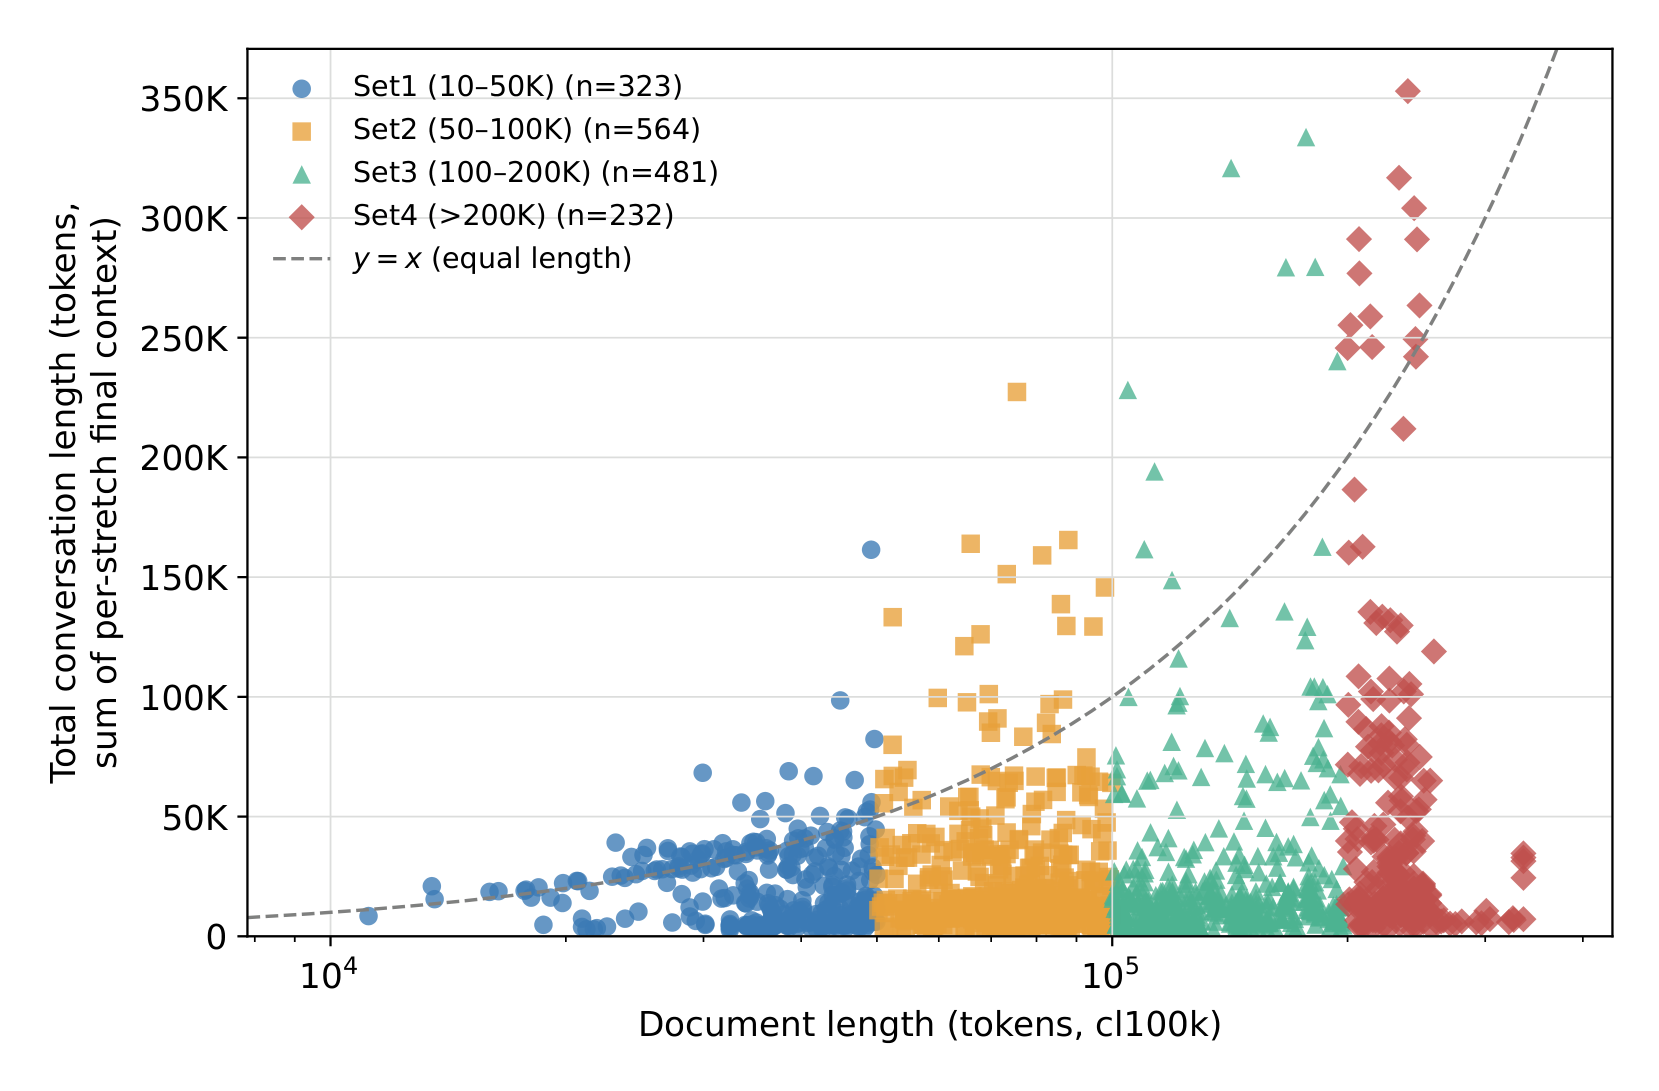 Set1 (10–50K) (n=323)
Set2 (50–100K) (n=564)
Set3 (100–200K) (n=481)
Set4 (>200K) (n=232)
y = x (equal length)
Total conversation length (tokens,
sum of per-stretch final context)
350K
300K
250K
200K
150K
100K
50K
0
10⁴
10⁵
Document length (tokens, cl100k)